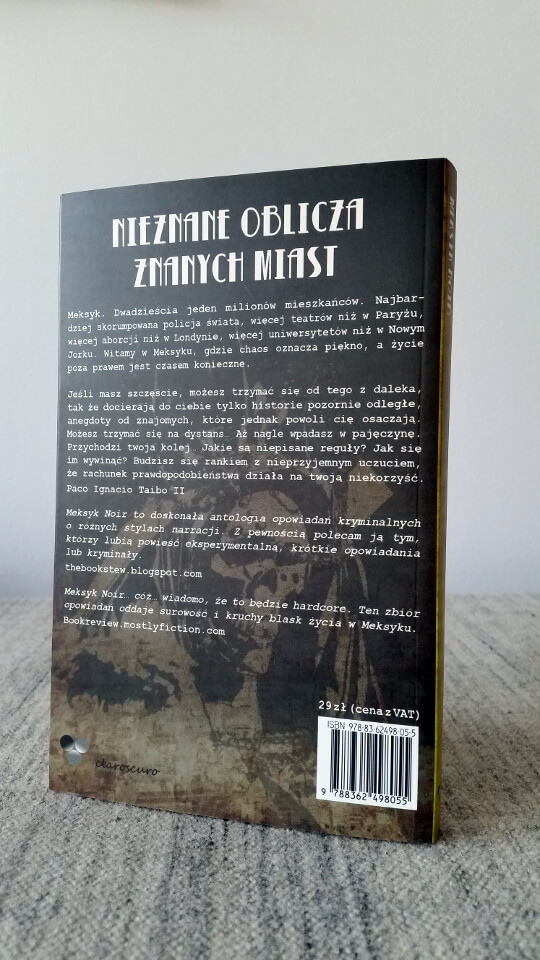 NIEZNANE OBLICZA
ZNANYCH MIAST
Meksyk. Dwadzieścia jeden milionów mieszkańców. Najbar-
dziej skorumpowana policja świata, więcej teatrów niż w Paryżu,
więcej aborcji niż w Londynie, więcej uniwersytetów niż w Nowym
Jorku. Witamy w Meksyku, gdzie chaos oznacza piękno, a życie
poza prawem jest czasem konieczne.
Jeśli masz szczęście, możesz trzymać się od tego z daleka,
tak że docierają do ciebie tylko historie pozornie odległe,
anegdoty od znajomych, które jednak powoli cię osaczają.
Możesz trzymać się na dystans. Aż nagle wpadasz w pajęczynę.
Przychodzi twoja kolej. Jakie są niepisane reguły? Jak się
im wywinąć? Budzisz się rankiem z nieprzyjemnym uczuciem,
że rachunek prawdopodobieństwa działa na twoją niekorzyść.
Paco Ignacio Taibo II
Meksyk Noir to doskonała antologia opowiadań kryminalnych
o różnych stylach narracji. Z pewnością polecam ją tym,
którzy lubią powieść eksperymentalną, krótkie opowiadania
lub kryminały.
thebookstew.blogspot.com
Meksyk Noir… cóż… wiadomo, że to będzie hardcore. Ten zbiór
opowiadań oddaje surowość i kruchy blask życia w Meksyku.
Bookreview.mostlyfiction.com
29 zł (cena z VAT)
ISBN 978-83-62498-05-5
9 788362 498055
claroscuro